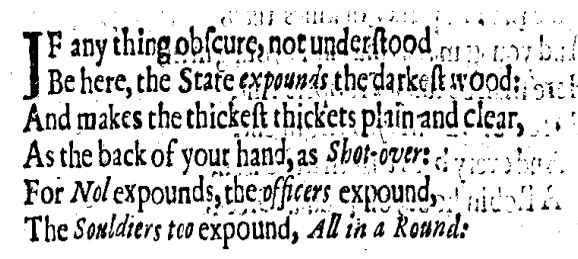 IF any thing obſcure, not underſtood
Be here, the State expounds the darkeſt wood:
And makes the thickeſt thickets plain and clear,
As the back of your hand, as Shot-over:
For Nol expounds, the officers expound,
The Souldiers too expound, All in a Round: